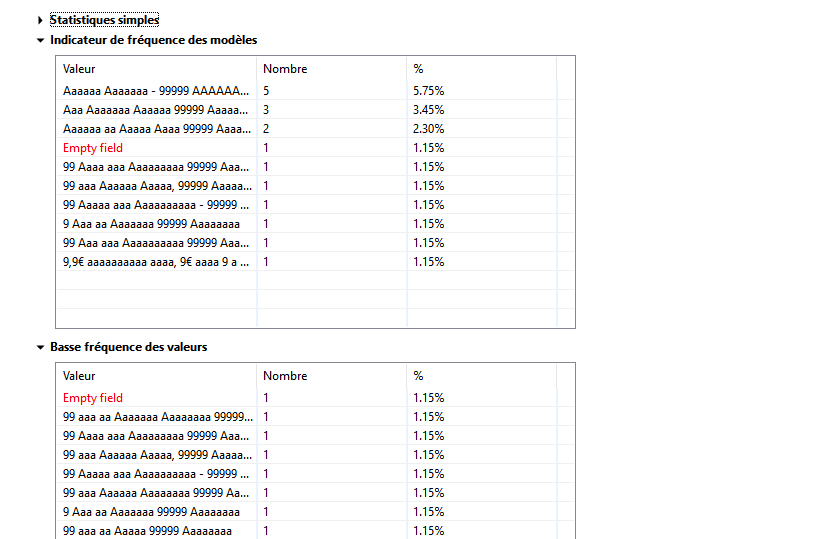 Statistiques simples
Indicateur de fréquence des modèles
Valeur Nombre %
Aaaaaa Aaaaaaa - 99999 AAAAAA... 5 5.75%
Aaa Aaaaaaa Aaaaaa 99999 Aaaaa... 3 3.45%
Aaaaaa aa Aaaaa Aaaa 99999 Aaaa... 2 2.30%
Empty field 1 1.15%
99 Aaaa aaa Aaaaaaaaa 99999 Aaa... 1 1.15%
99 aaa Aaaaaa Aaaaa, 99999 Aaaaa... 1 1.15%
99 Aaaaa aaa Aaaaaaaaaa - 99999 ... 1 1.15%
9 Aaa aa Aaaaaaa 99999 Aaaaaaaa 1 1.15%
99 Aaa aaa Aaaaaaaaaa 99999 Aaa... 1 1.15%
9,9€ aaaaaaaaaa aaaa, 9€ aaaa 9 a ... 1 1.15%
Basse fréquence des valeurs
Valeur Nombre %
Empty field 1 1.15%
99 aaa aa Aaaaaaa Aaaaaaaa 99999... 1 1.15%
99 Aaaa aaa Aaaaaaaaa 99999 Aaa... 1 1.15%
99 aaa Aaaaaa Aaaaa, 99999 Aaaaa... 1 1.15%
99 Aaaaa aaa Aaaaaaaaaa - 99999 ... 1 1.15%
99 aaa Aaaaaa Aaaaaaaa 99999 Aa... 1 1.15%
9 Aaa aa Aaaaaaa 99999 Aaaaaaaa 1 1.15%
99 aaa aa Aaaaa 99999 Aaaaaaaa 1 1.15%